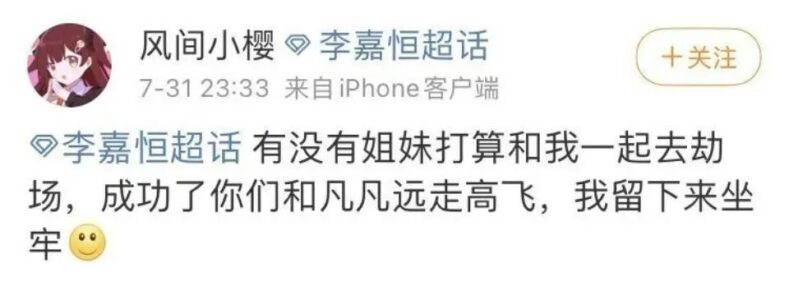 风间小樱 李嘉恒超话
+关注
7-31 23:33 来自iPhone客户端
李嘉恒超话 有没有姐妹打算和我一起去劫
场，成功了你们和凡凡远走高飞，我留下来坐
牢